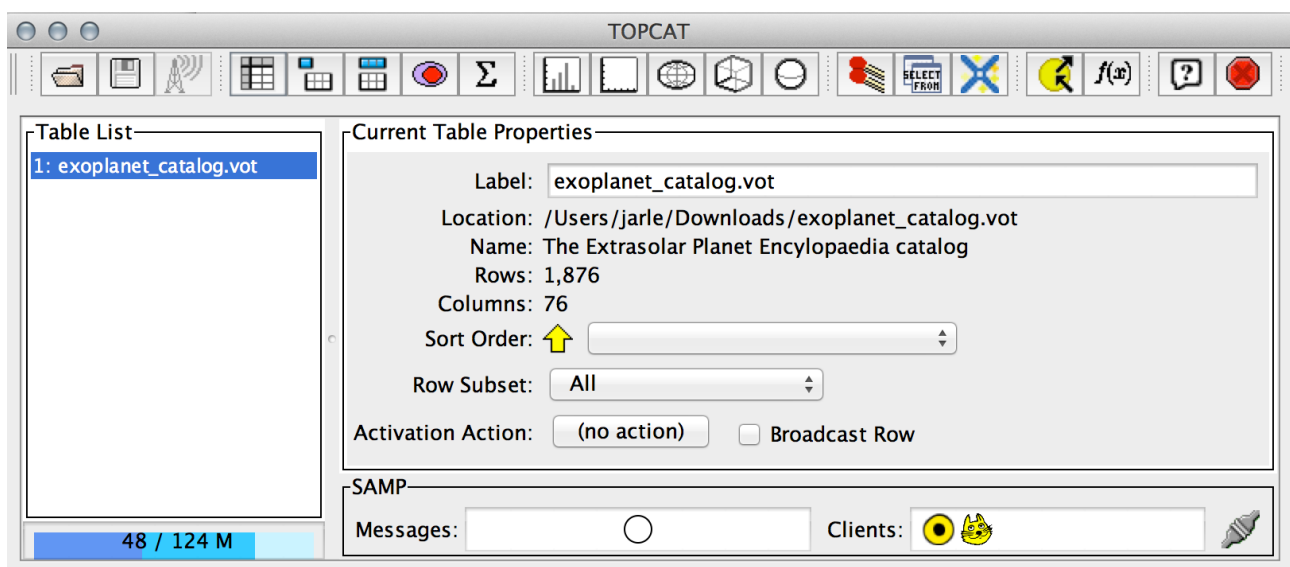 TOPCAT
SELECT
FROM
Σ
f(x)
?
Table List
1: exoplanet_catalog.vot
48 / 124 M
Current Table Properties
Label: exoplanet_catalog.vot
Location: /Users/jarle/Downloads/exoplanet_catalog.vot
Name: The Extrasolar Planet Encylopaedia catalog
Rows: 1,876
Columns: 76
Sort Order:
Row Subset: All
Activation Action: (no action) Broadcast Row
SAMP
Messages: Clients: